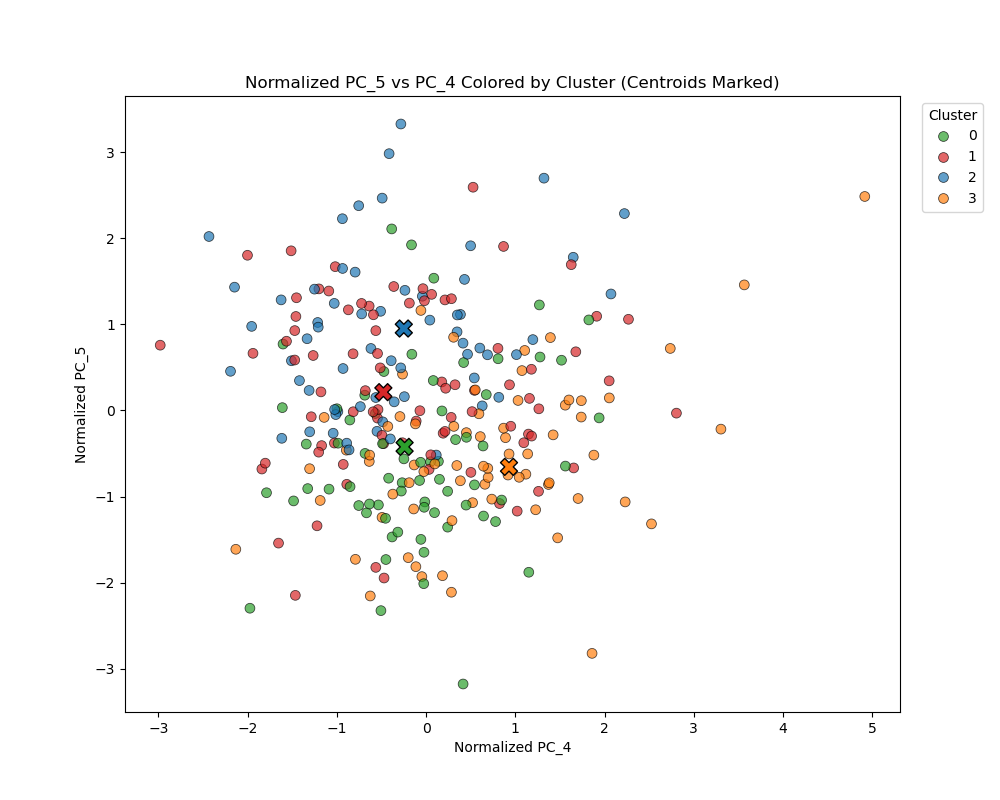 Normalized PC_5 vs PC_4 Colored by Cluster (Centroids Marked)
Cluster
0
1
2
3
Normalized PC_5
3
2
1
0
−1
−2
−3
−3 −2 −1 0 1 2 3 4 5
Normalized PC_4